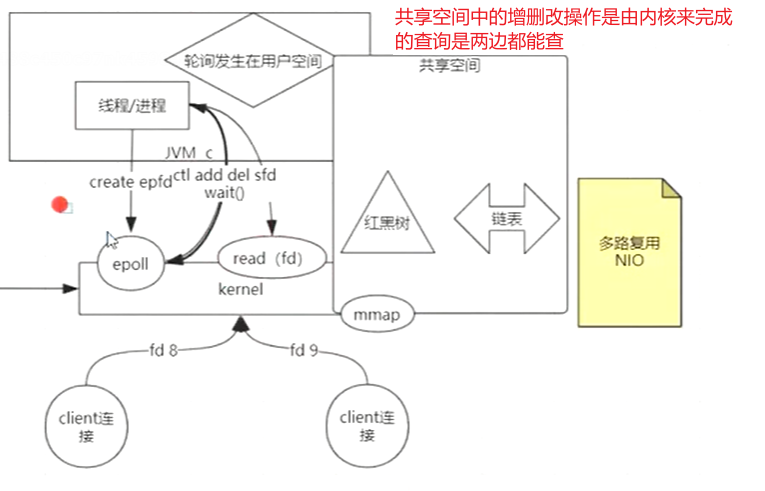 共享空间中的增删改操作是由内核来完成
的查询是两边都能查
轮询发生在用户空间
共享空间
线程/进程
JVM c
create epfd
ctl add del sfd
wait()
红黑树
链表
多路复用
NIO
epoll
read（fd）
kernel
mmap
fd 8
fd 9
client连
接
client连
接